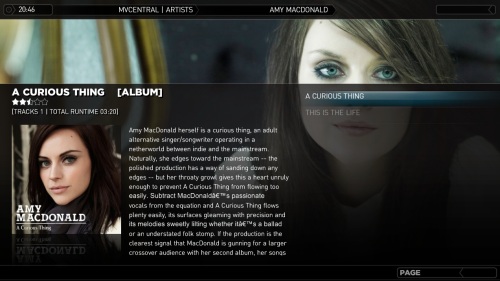 20:46
MVCENTRAL | ARTISTS
AMY MACDONALD
A CURIOUS THING [ALBUM]
[TRACKS 1 | TOTAL RUNTIME 03:20]
A CURIOUS THING
THIS IS THE LIFE
AMY
MACDONALD
A Curious Thing
Amy MacDonald herself is a curious thing, an adult
alternative singer/songwriter operating in a
netherworld between indie and the mainstream.
Naturally, she edges toward the mainstream -- the
polished production has a way of sanding down any
edges -- but her throaty growl gives this a heart unruly
enough to prevent A Curious Thing from flowing too
easily. Subtract MacDonaldâ€™s passionate
vocals from the equation and A Curious Thing flows
plenty easily, its surfaces gleaming with precision and
its melodies sweetly lilting whether itâ€™s a ballad
or an understated folk stomp. If the production is the
clearest signal that MacDonald is gunning for a larger
crossover audience with her second album, her songs
PAGE